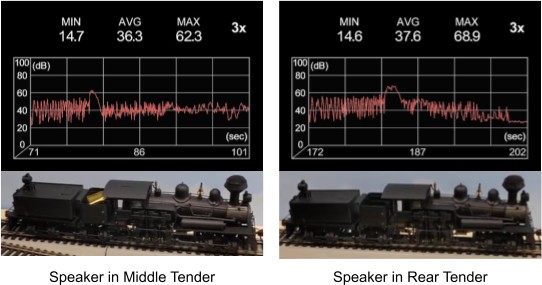 MIN AVG MAX 3x
14.7 36.3 62.3
100 (dB)
80
60
40
20
0 (sec)
71 86 101
MIN AVG MAX 3x
14.6 37.6 68.9
100 (dB)
80
60
40
20
0 (sec)
172 187 202
Speaker in Middle Tender
Speaker in Rear Tender